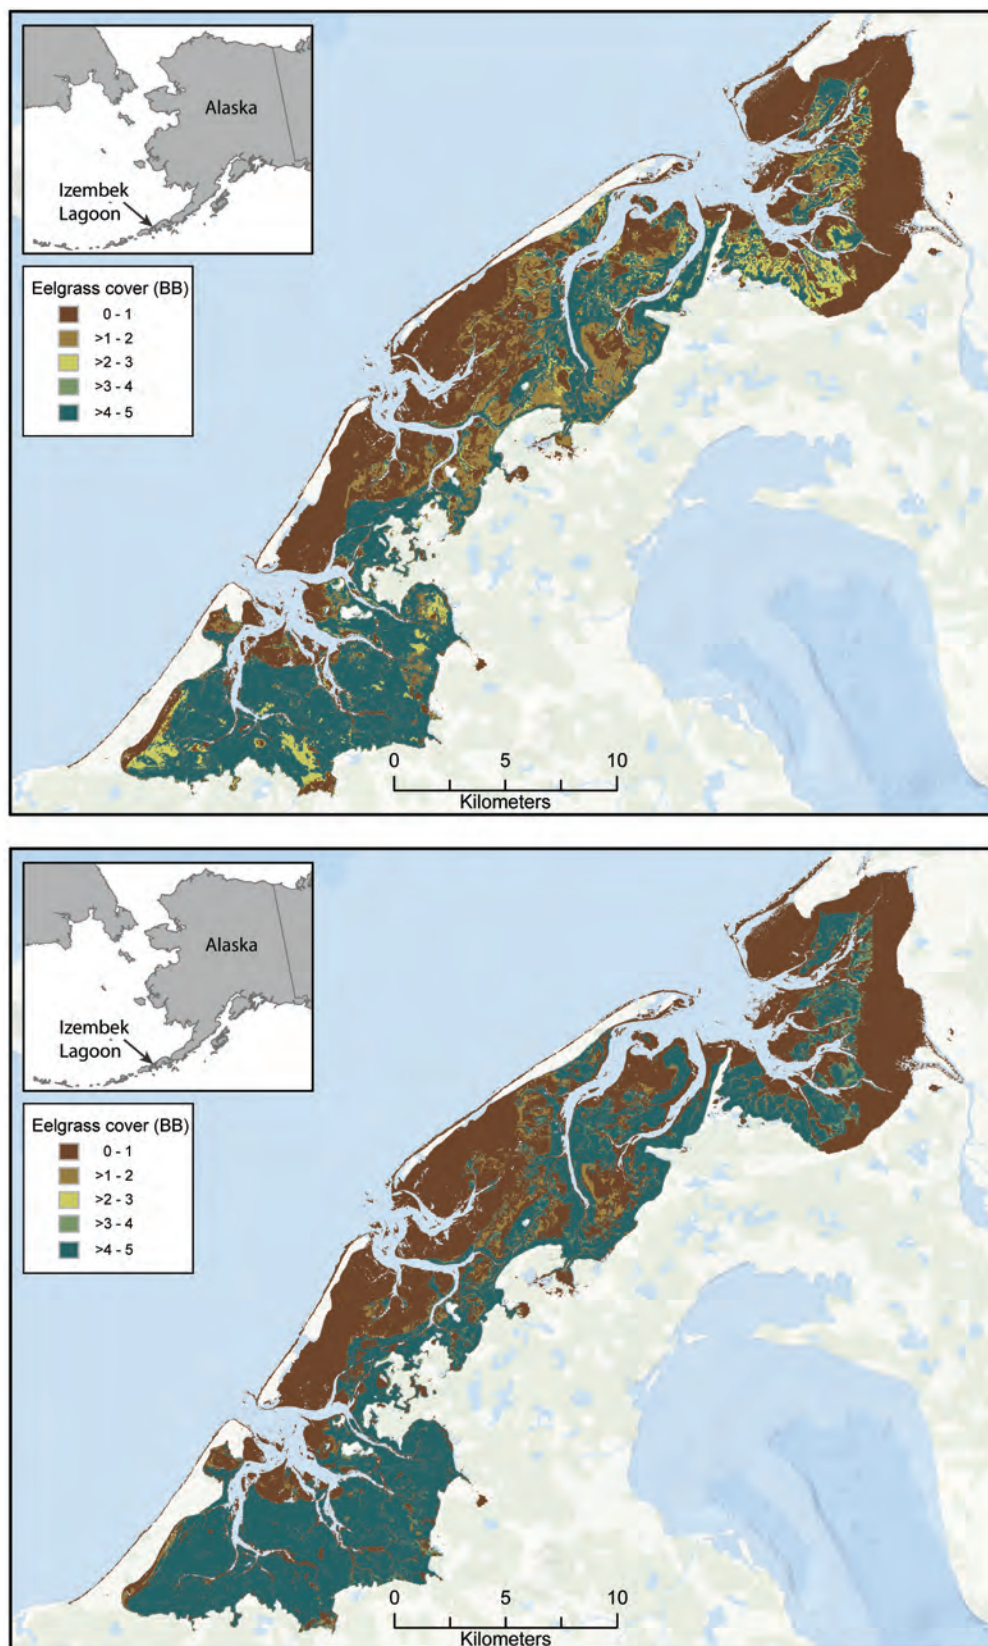 Alaska
Izembek
Lagoon
Eelgrass cover (BB)
0 - 1
>1 - 2
>2 - 3
>3 - 4
>4 - 5
0 5 10
Kilometers
Alaska
Izembek
Lagoon
Eelgrass cover (BB)
0 - 1
>1 - 2
>2 - 3
>3 - 4
>4 - 5
0 5 10
Kilometers